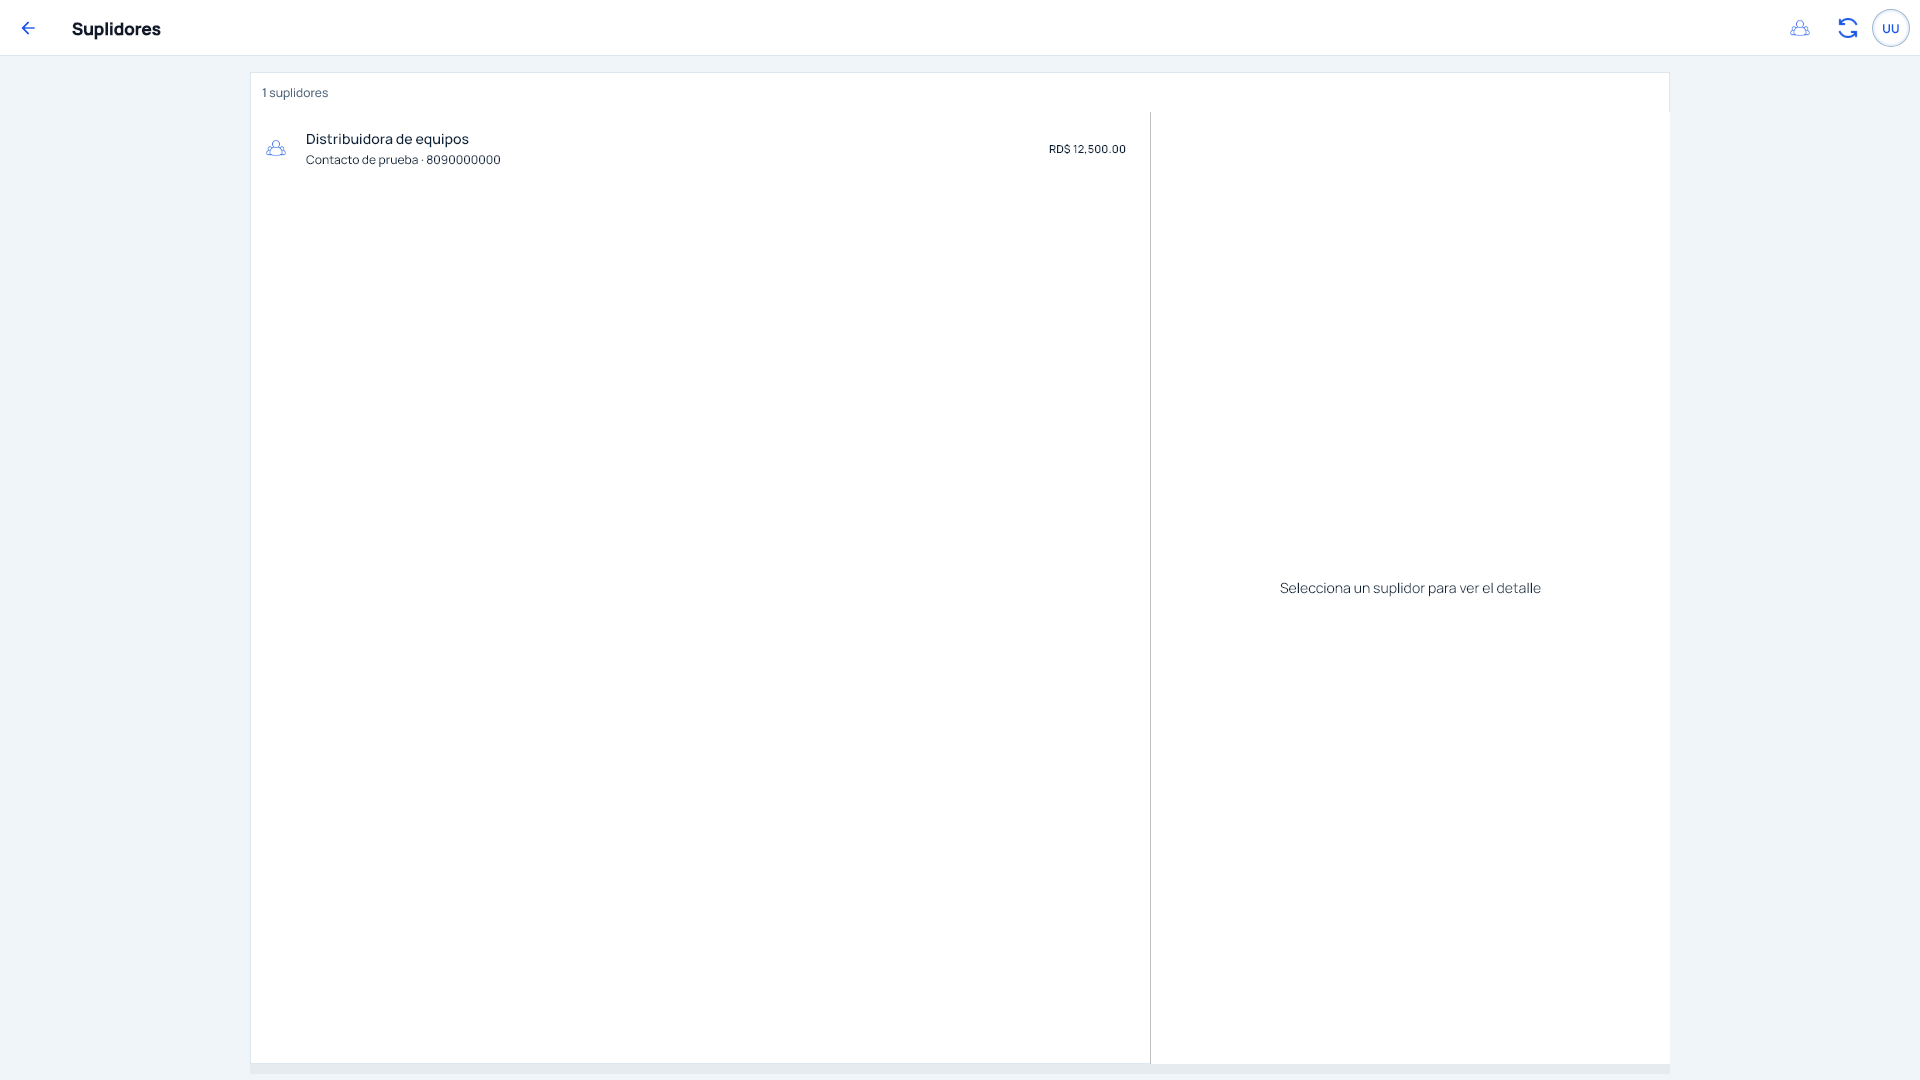 Suplidores
UU
1 suplidores
Distribuidora de equipos
Contacto de prueba · 8090000000
RD$ 12,500.00
Selecciona un suplidor para ver el detalle